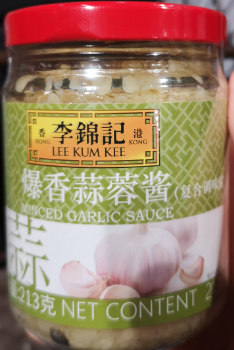 香 李錦記 港
HONG LEE KUM KEE KONG
爆香蒜蓉酱(复合调味
MINCED GARLIC SAUCE
蒜
:213克 NET CONTENT 2